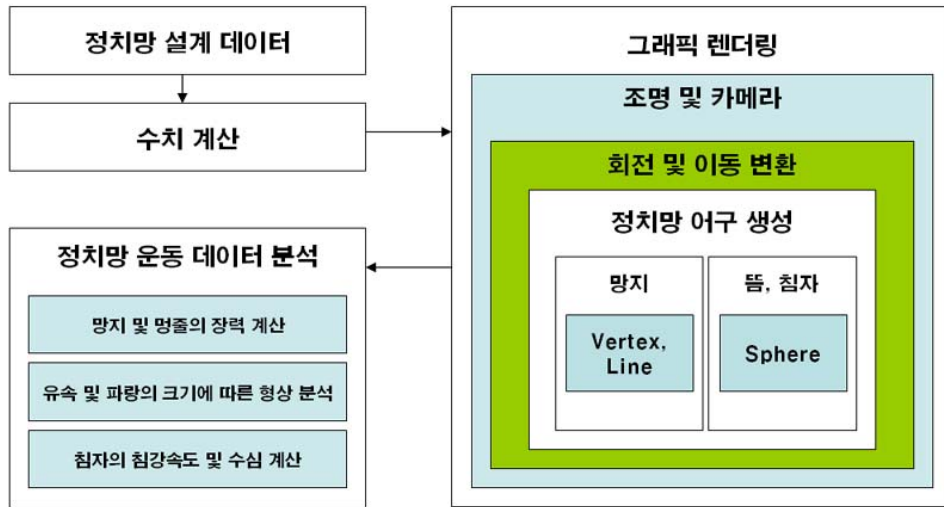 정치망 설계 데이터
수치 계산
그래픽 렌더링
조명 및 카메라
회전 및 이동 변환
정치망 어구 생성
망지
Vertex,
Line
뜸, 침자
Sphere
정치망 운동 데이터 분석
망지 및 멍줄의 장력 계산
유속 및 파랑의 크기에 따른 형상 분석
침자의 침강속도 및 수심 계산